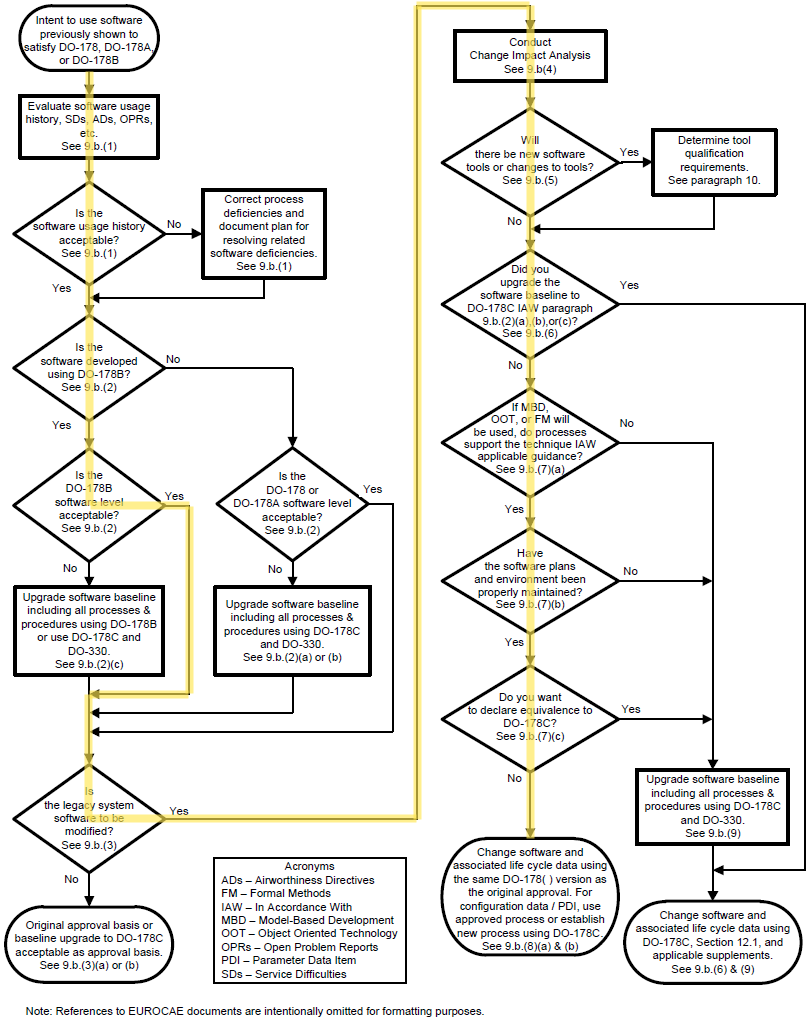 Intent to use software
previously shown to
satisfy DO-178, DO-178A,
or DO-178B
Evaluate software usage
history, SDs, ADs, OPRs,
etc.
See 9.b.(1)
Is the
software usage history
acceptable?
See 9.b.(1)
No
Correct process
deficiencies and
document plan for
resolving related
software deficiencies.
See 9.b.(1)
Yes
Is the
software developed
using DO-178B?
See 9.b.(2)
No
Yes
Is the
DO-178B
software level
acceptable?
See 9.b.(2)
Yes
Is the
DO-178 or
DO-178A software level
acceptable?
See 9.b.(2)
Yes
No
No
Upgrade software baseline
including all processes &
procedures using DO-178B
or use DO-178C and
DO-330.
See 9.b.(2)(c)
Upgrade software baseline
including all processes &
procedures using DO-178C
and DO-330.
See 9.b.(2)(a) or (b)
Is
the legacy system
software to be
modified?
See 9.b.(3)
Yes
No
Original approval basis or
baseline upgrade to DO-178C
acceptable as approval basis.
See 9.b.(3)(a) or (b)
Conduct
Change Impact Analysis
See 9.b(4)
Will
there be new software
tools or changes to tools?
See 9.b.(5)
Yes
Determine tool
qualification
requirements.
See paragraph 10.
No
Did you
upgrade the
software baseline to
DO-178C IAW paragraph
9.b.(2)(a),(b),or(c)?
See 9.b.(6)
Yes
No
If MBD,
OOT, or FM will
be used, do processes
support the technique IAW
applicable guidance?
See 9.b.(7)(a)
No
Yes
Have
the software plans
and environment been
properly maintained?
See 9.b.(7)(b)
No
Yes
Do you want
to declare equivalence to
DO-178C?
See 9.b.(7)(c)
Yes
No
Upgrade software baseline
including all processes &
procedures using DO-178C
and DO-330.
See 9.b.(9)
Change software and
associated life cycle data using
the same DO-178( ) version as
the original approval. For
configuration data / PDI, use
approved process or establish
new process using DO-178C.
See 9.b.(8)(a) & (b)
Change software and
associated life cycle data using
DO-178C, Section 12.1, and
applicable supplements.
See 9.b.(6) & (9)
Acronyms
ADs – Airworthiness Directives
FM – Formal Methods
IAW – In Accordance With
MBD – Model-Based Development
OOT – Object Oriented Technology
OPRs – Open Problem Reports
PDI – Parameter Data Item
SDs – Service Difficulties
Note: References to EUROCAE documents are intentionally omitted for formatting purposes.